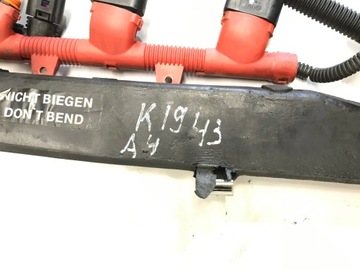 NICHT BIEGEN
DON'T BEND
K1943
A4